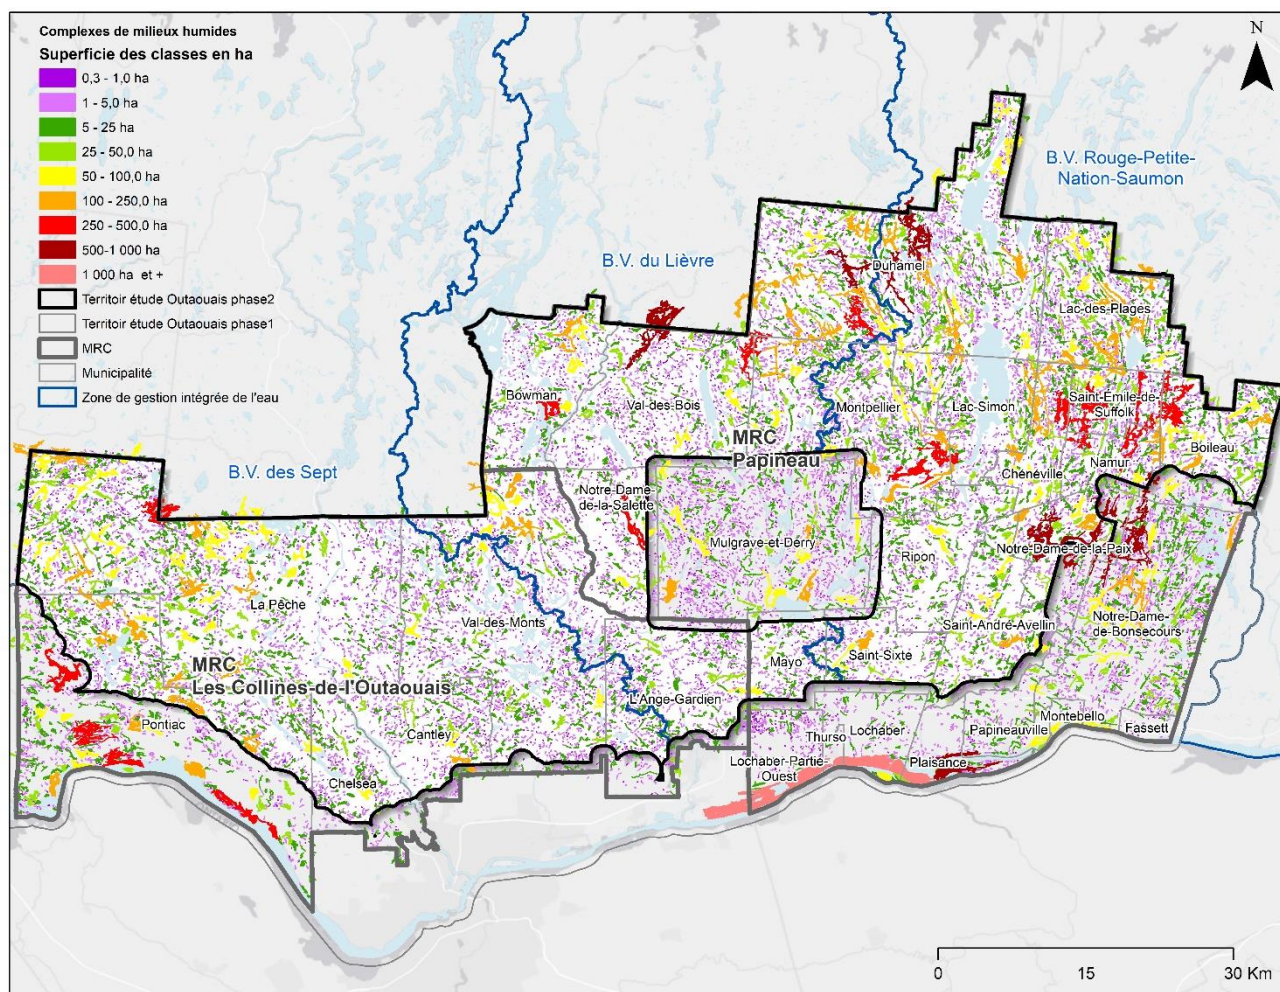 Complexes de milieux humides
Superficie des classes en ha
0,3 - 1,0 ha
1 - 5,0 ha
5 - 25 ha
25 - 50,0 ha
50 - 100,0 ha
100 - 250,0 ha
250 - 500,0 ha
500-1 000 ha
1 000 ha et +
Territoir étude Outaouais phase2
Territoir étude Outaouais phase1
MRC
Municipalité
Zone de gestion intégrée de l'eau
N
B.V. Rouge-Petite-
Nation-Saumon
B.V. du Lièvre
B.V. des Sept
Duhamel
Lac-des-Plages
Bowman
Val-des-Bois
Montpellier
Lac-Simon
Saint-Émile-de-
Suffolk
MRC
Papineau
Boileau
Namur
Chénéville
Notre-Dame-
de-la-Salette
Mulgrave-et-Derry
Notre-Dame-de-la-Paix
Ripon
La Pêche
Val-des-Monts
Saint-André-Avellin
Notre-Dame-
de-Bonsecours
Mayo
Saint-Sixte
MRC
Les Collines-de-l'Outaouais
L'Ange-Gardien
Pontiac
Cantley
Thurso
Lochaber
Papineauville
Montebello
Fassett
Lochaber-Partie-
Ouest
Plaisance
Chelsea
0
15
30 Km